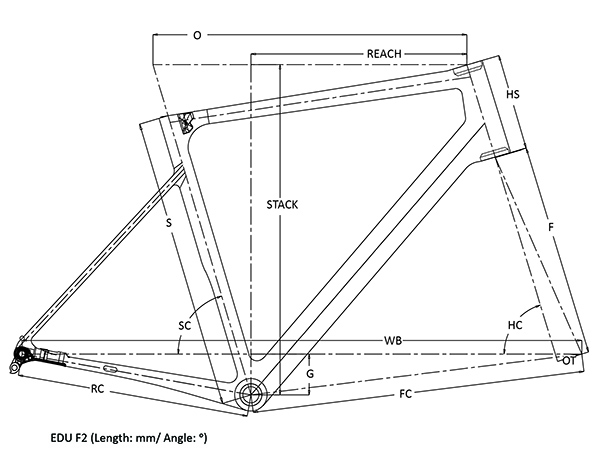 O
REACH
HS
STACK
S
F
SC
HC
WB
OT
G
RC
FC
EDU F2 (Length: mm/ Angle: °)